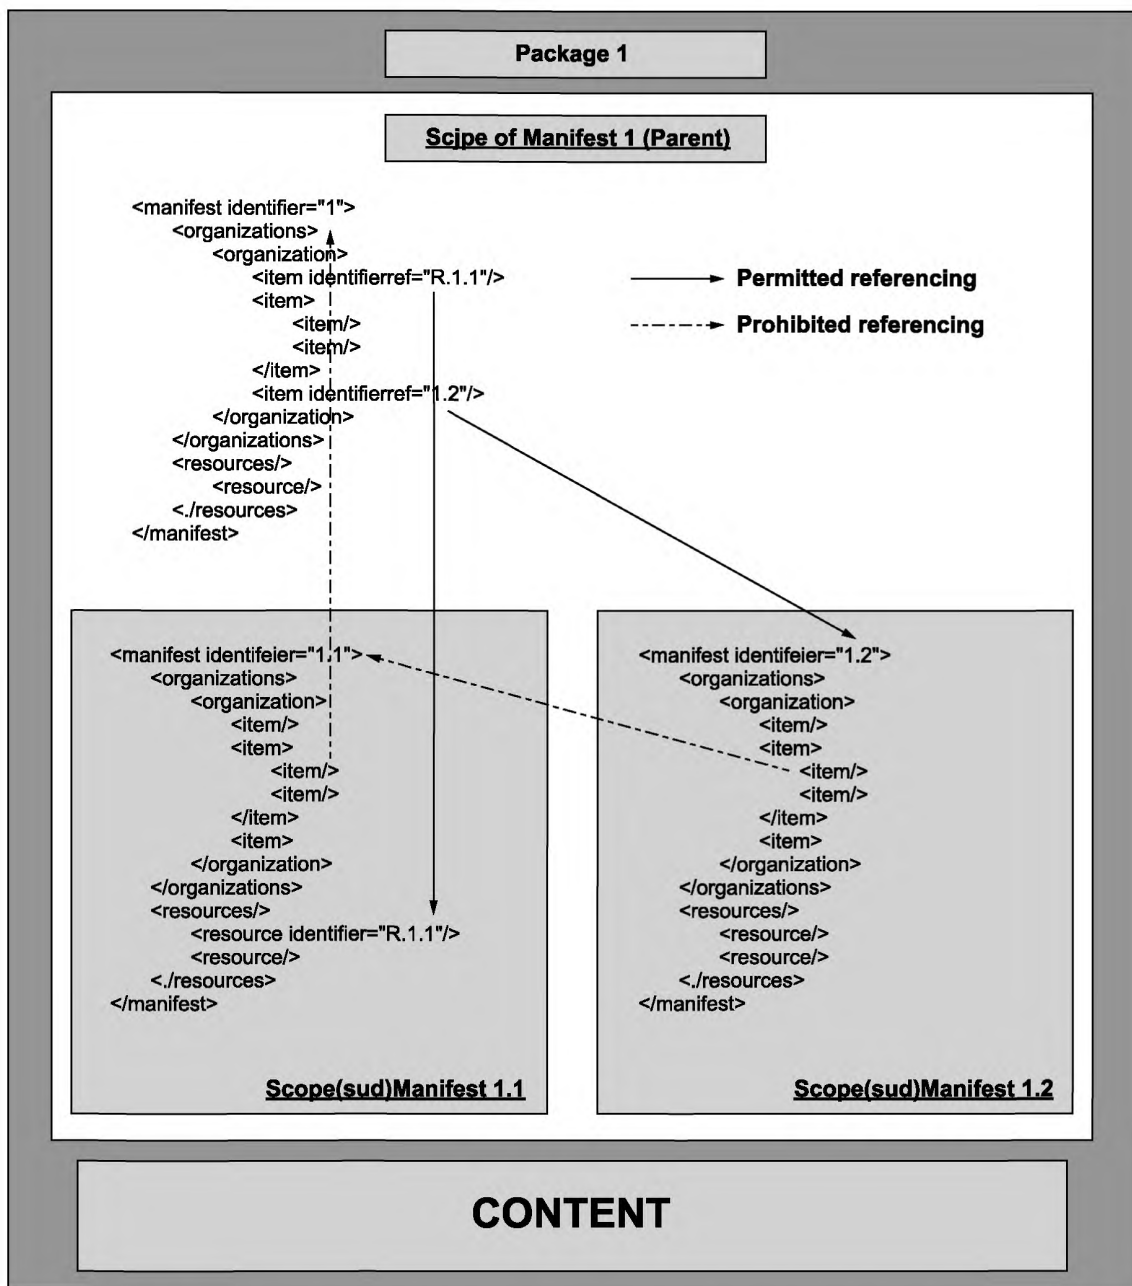 Package 1
Scjpe of Manifest 1 (Parent)
<manifest identifier="1">
<organizations>
<organization>
<item identifierref="R.1.1"/>
<item>
<item/>
<item/>
</item>
<item identifierref="1.2"/>
</organization>
</organizations>
<resources/>
<resource/>
<./resources>
</manifest>
Permitted referencing
Prohibited referencing
<manifest identifeier="1.1">
<organizations>
<organization>
<item/>
<item>
<item/>
<item/>
</item>
<item>
</organization>
</organizations>
<resources/>
<resource identifier="R.1.1"/>
<resource/>
<./resources>
</manifest>
Scope(sud)Manifest 1.1
<manifest identifeier="1.2">
<organizations>
<organization>
<item/>
<item>
<item/>
<item/>
</item>
<item>
</organization>
</organizations>
<resources/>
<resource/>
<resource/>
<./resources>
</manifest>
Scope(sud)Manifest 1.2
CONTENT